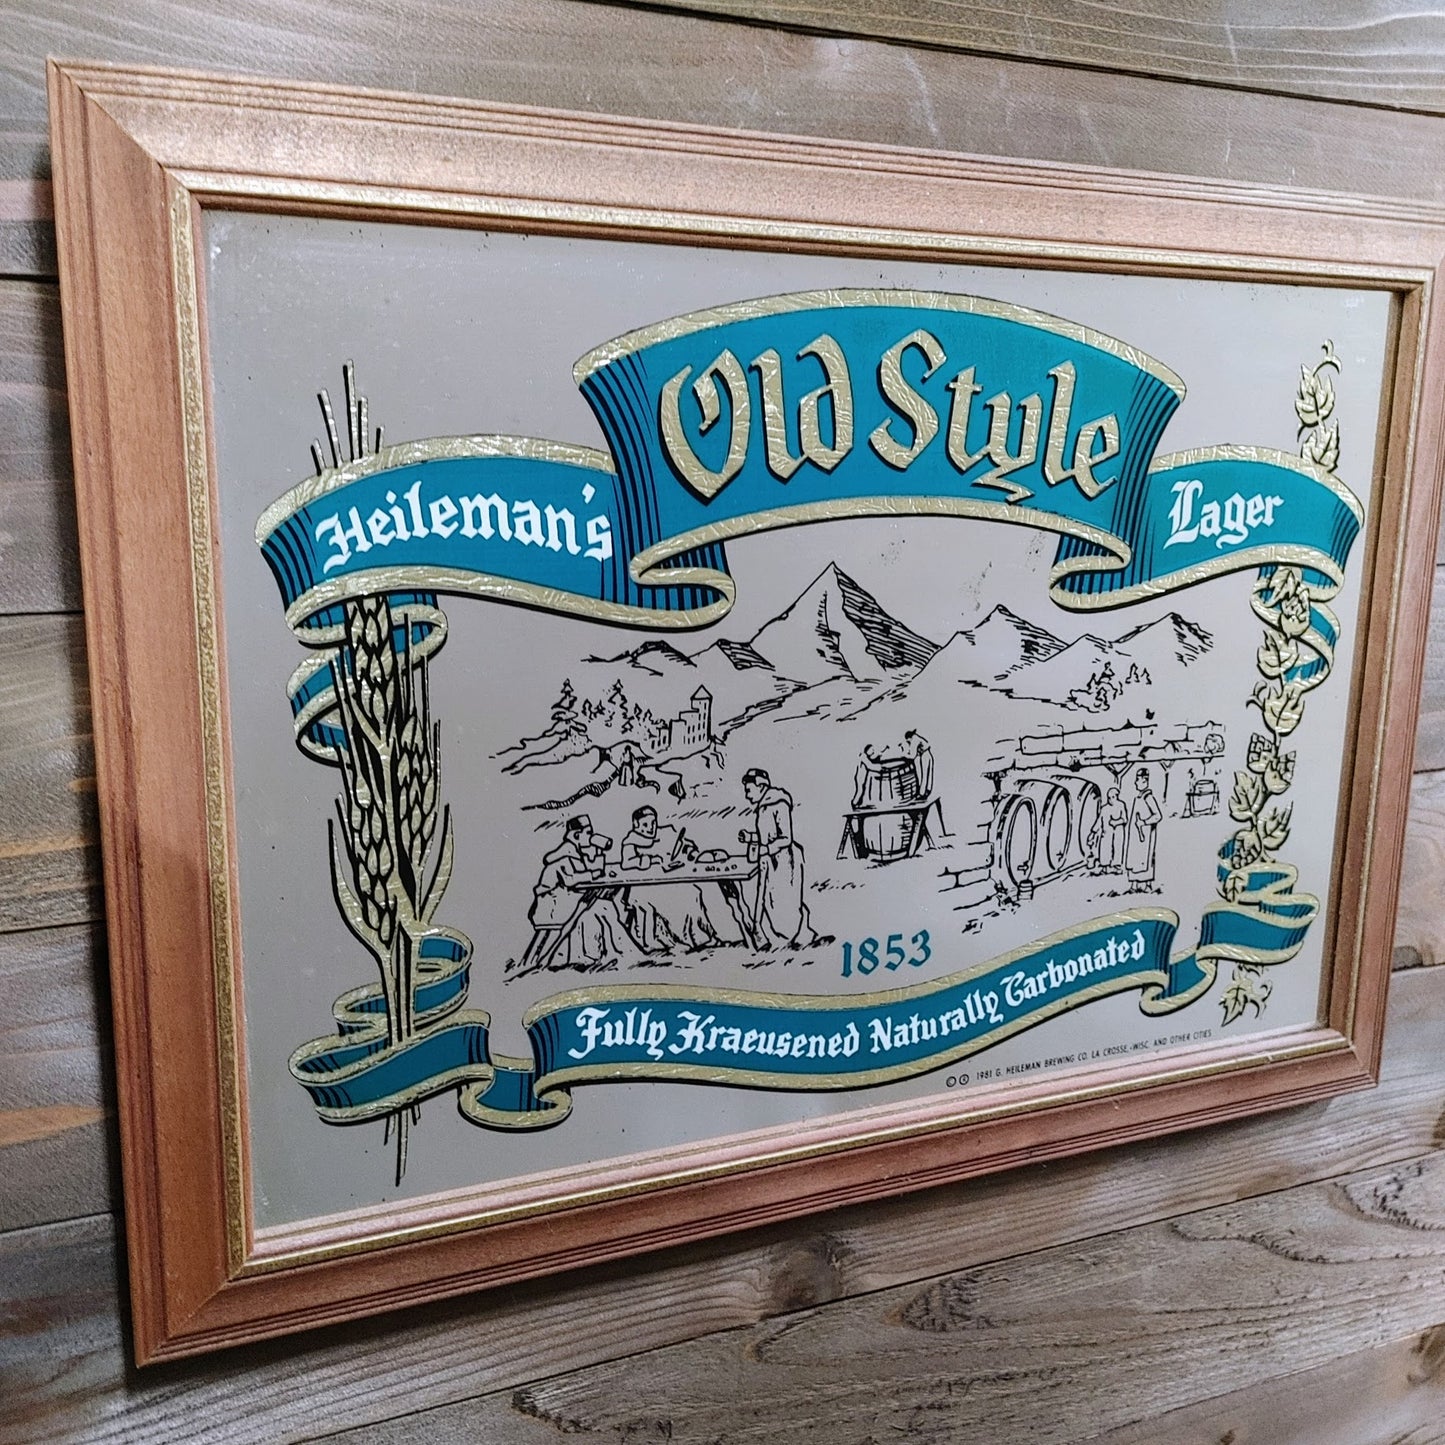 Heileman's
Old Style
Lager
1853
Fully Kraeusened Naturally Carbonated
© 1981 G. HEILEMAN BREWING CO. LA CROSSE, WISC. AND OTHER CITIES